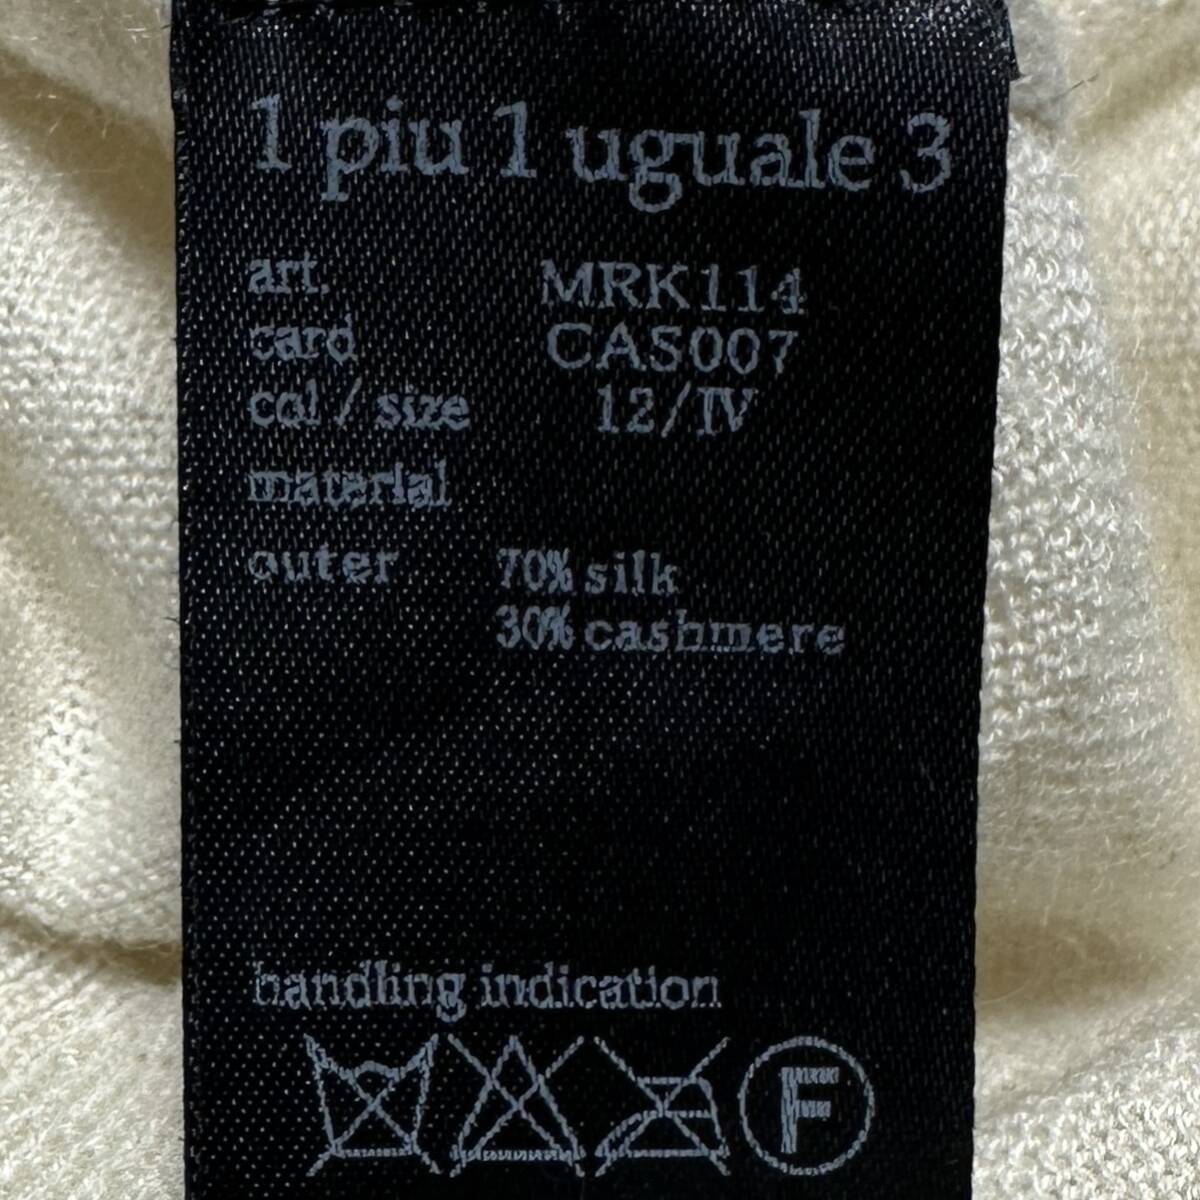 1 piu 1 uguale 3
art. MRK114
card CAS007
col / size 12/IV
material
outer 70% silk
30% cashmere
handling indication
F